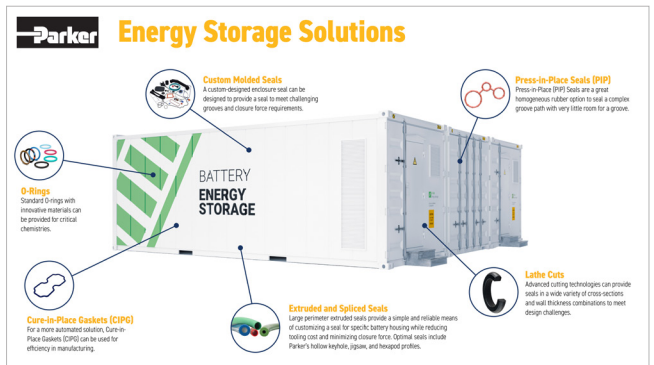 Parker
Energy Storage Solutions
Custom Molded Seals
A custom-designed enclosure seal can be
designed to provide a seal to meet challenging
grooves and closure force requirements.
Press-in-Place Seals (PIP)
Press-in-Place (PIP) Seals are a great
homogeneous rubber option to seal a complex
groove path with very little room for a groove.
BATTERY
ENERGY
STORAGE
O-Rings
Standard O-rings with
innovative materials can
be provided for critical
chemistries.
Lathe Cuts
Advanced cutting technologies can provide
seals in a wide variety of cross-sections
and wall thickness combinations to meet
design challenges.
Cure-in-Place Gaskets (CIPG)
For a more automated solution, Cure-in-
Place Gaskets (CIPG) can be used for
efficiency in manufacturing.
Extruded and Spliced Seals
Large perimeter extruded seals provide a simple and reliable means
of customizing a seal for specific battery housing while reducing
tooling cost and minimizing closure force. Optimal seals include
Parker's hollow keyhole, jigsaw, and hexapod profiles.